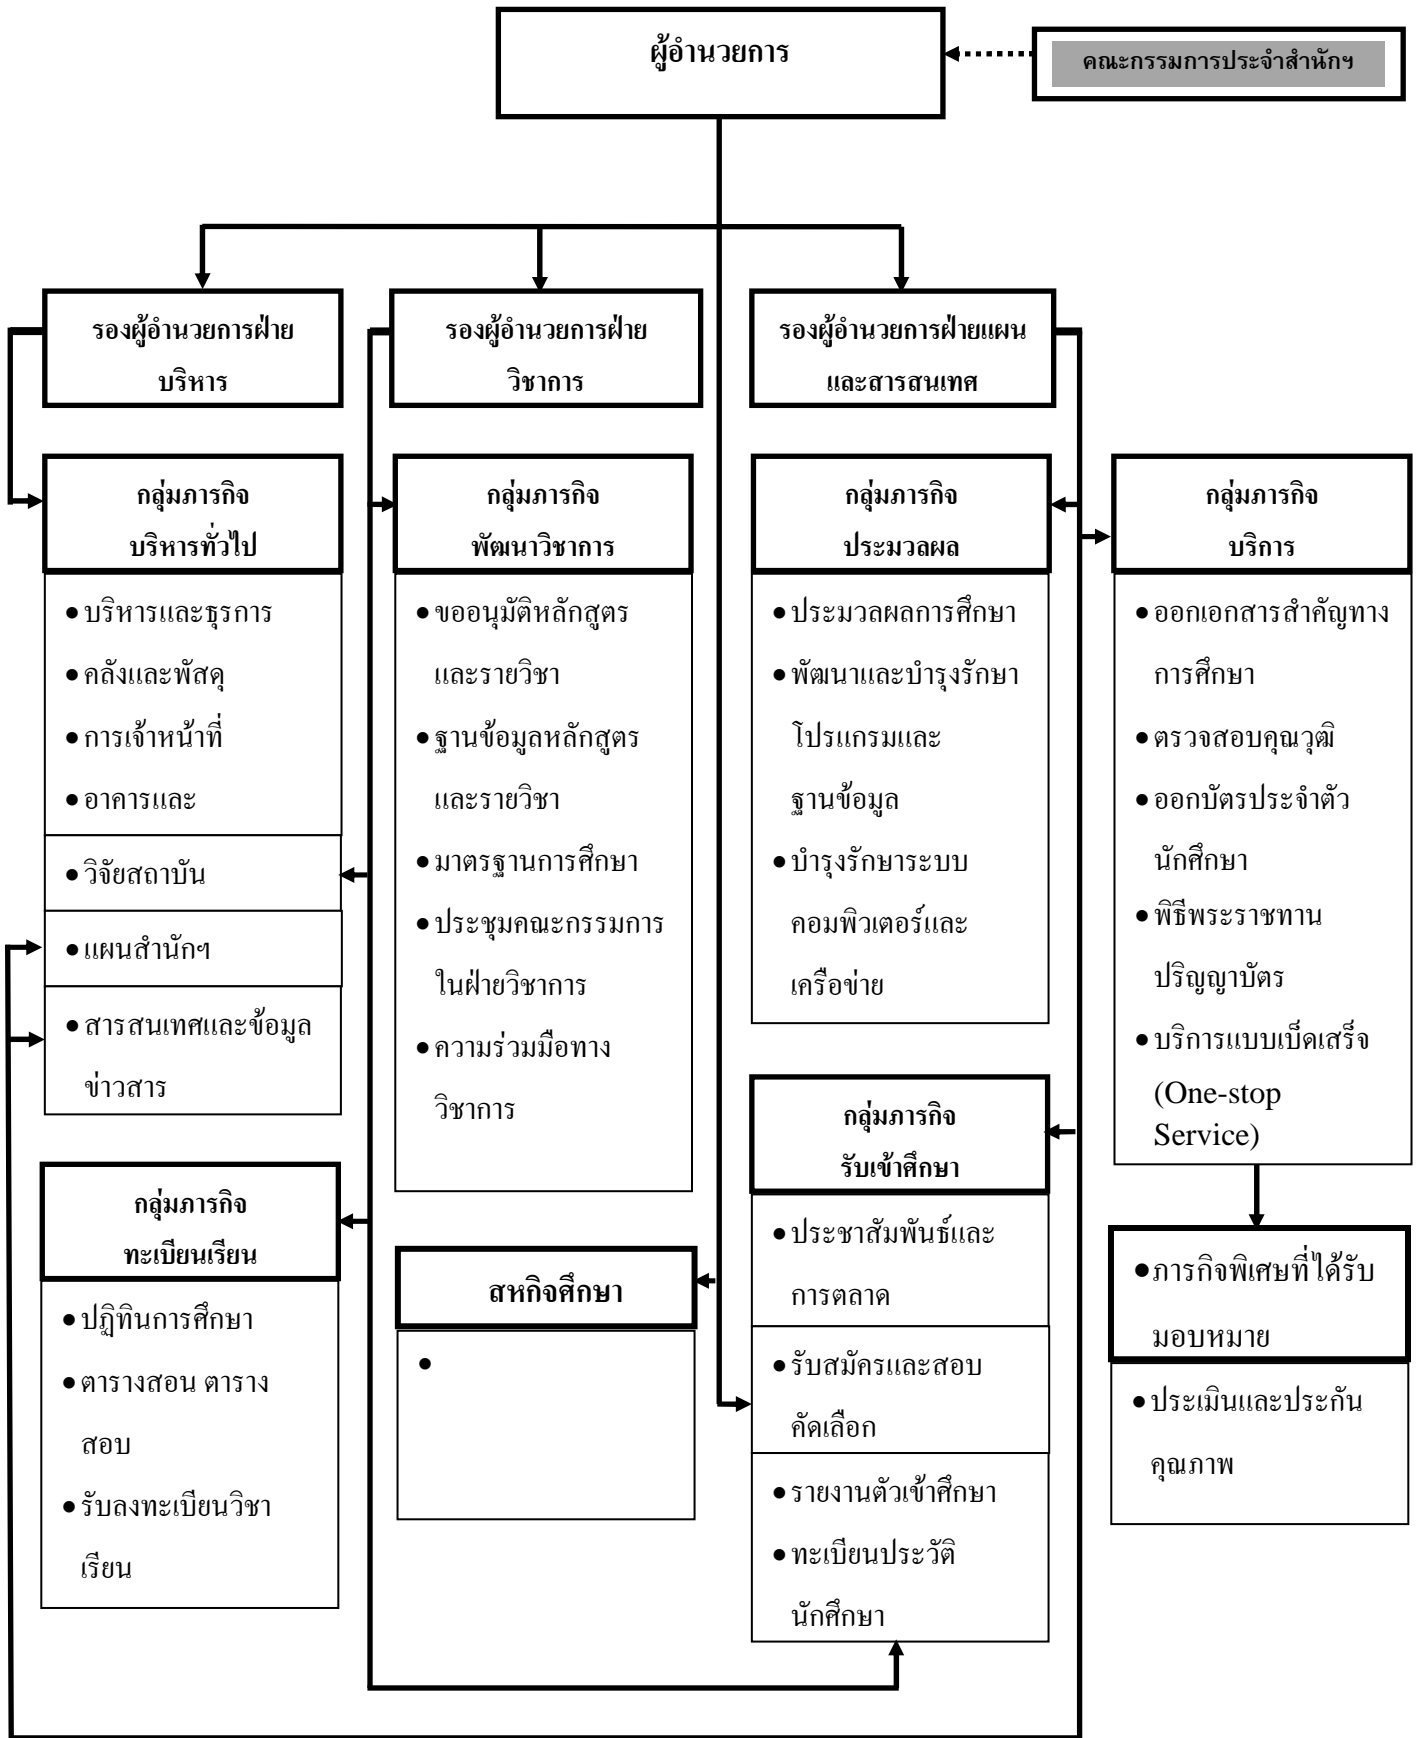 ผู้อำนวยการ
คณะกรรมการประจำสำหักฯ
รองผู้อำนวยการฝ่าย
บริหาร
รองผู้อำนวยการฝ่าย
วิชาการ
รองผู้อำนวยการฝ่ายแผน
และสารสนเทศ
กลุ่มภารกิจ
บริหารทั่วไป
• บริหารและธุรการ
• คลังและพัสดุ
• การเจ้าหน้าที่
• อาคารและ
• วิจัยสถาบัน
• แผนสำนักฯ
• สารสนเทศและข้อมูล
ข่าวสาร
กลุ่มภารกิจ
พัฒนาวิชาการ
• ขออนุมัติหลักสูตร
และรายวิชา
• ฐานข้อมูลหลักสูตร
และรายวิชา
• มาตรฐานการศึกษา
• ประชุมคณะกรรมการ
ในฝ่ายวิชาการ
• ความร่วมมือทาง
วิชาการ
กลุ่มภารกิจ
ประมวลผล
• ประมวลผลการศึกษา
• พัฒนาและบำรุงรักษา
โปรแกรมและ
ฐานข้อมูล
• บำรุงรักษาระบบ
คอมพิวเตอร์และ
เครือข่าย
กลุ่มภารกิจ
บริการ
• ออกเอกสารสำคัญทาง
การศึกษา
• ตรวจสอบคุณวุฒิ
• ออกบัตรประจำตัว
นักศึกษา
• พิธีพระราชทาน
ปริญญาบัตร
• บริการแบบเบ็ดเสร็จ
(One-stop
Service)
กลุ่มภารกิจ
ทะเบียนเรียน
• ปฏิทินการศึกษา
• ตารางสอน ตาราง
สอบ
• รับลงทะเบียนวิชา
เรียน
สหกิจศึกษา
•
กลุ่มภารกิจ
รับเข้าศึกษา
• ประชาสัมพันธ์และ
การตลาด
• รับสมัครและสอบ
คัดเลือก
• รายงานตัวเข้าศึกษา
• ทะเบียนประวัติ
นักศึกษา
• ภารกิจพิเศษที่ได้รับ
มอบหมาย
• ประเมินและประกัน
คุณภาพ